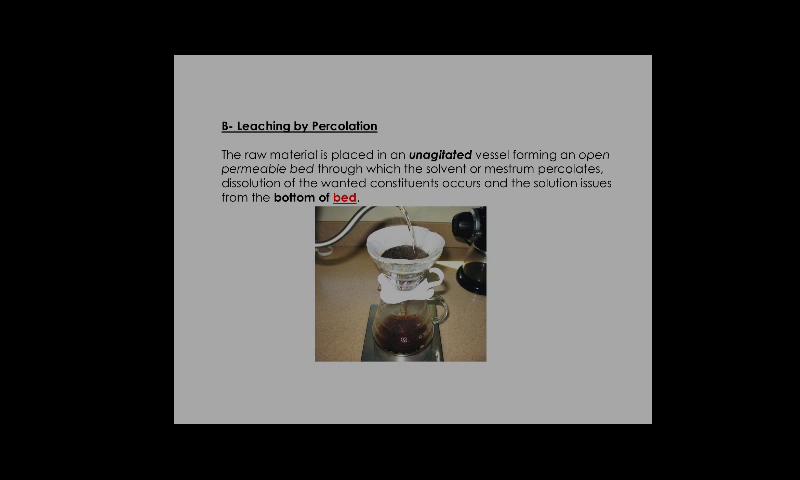 B- Leaching by Percolation
The raw material is placed in an unagitated vessel forming an open
permeable bed through which the solvent or mestrum percolates,
dissolution of the wanted constituents occurs and the solution issues
from the bottom of bed.